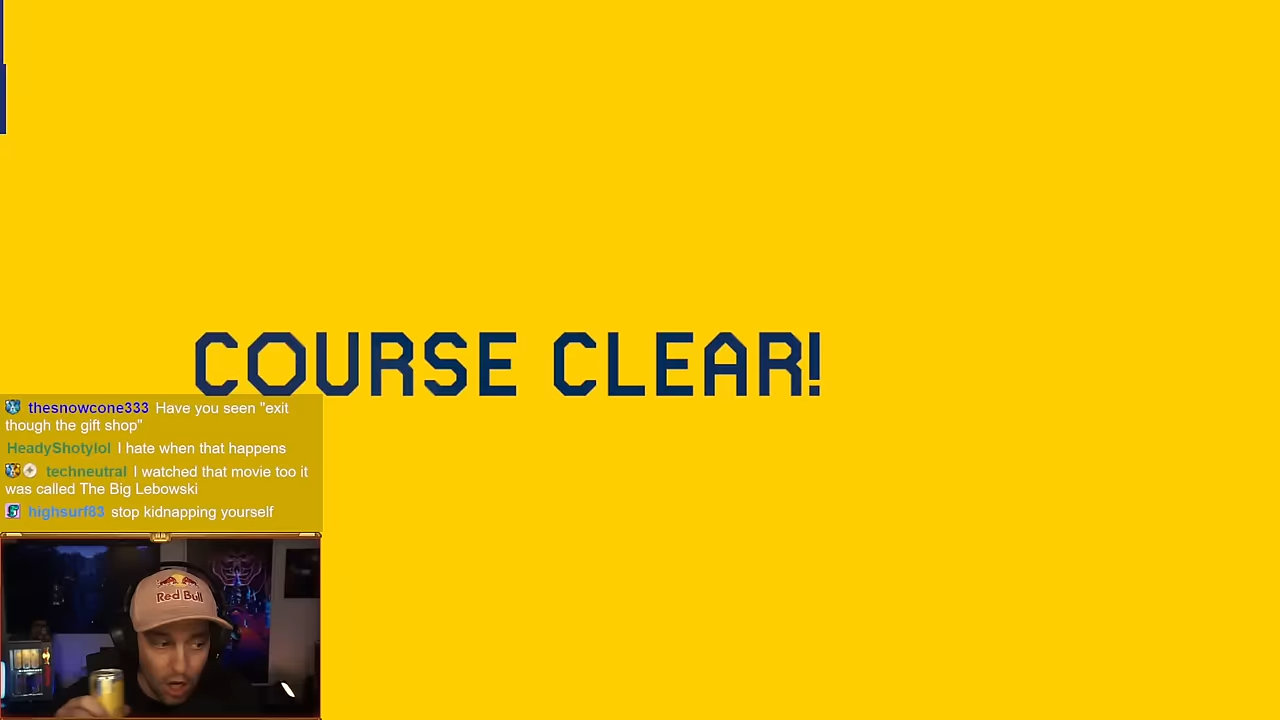 COURSE CLEAR!
thesnowcone333 Have you seen "exit
though the gift shop"
HeadyShotylol I hate when that happens
techneutral I watched that movie too it
was called The Big Lebowski
highsurf83 stop kidnapping yourself
Red Bull